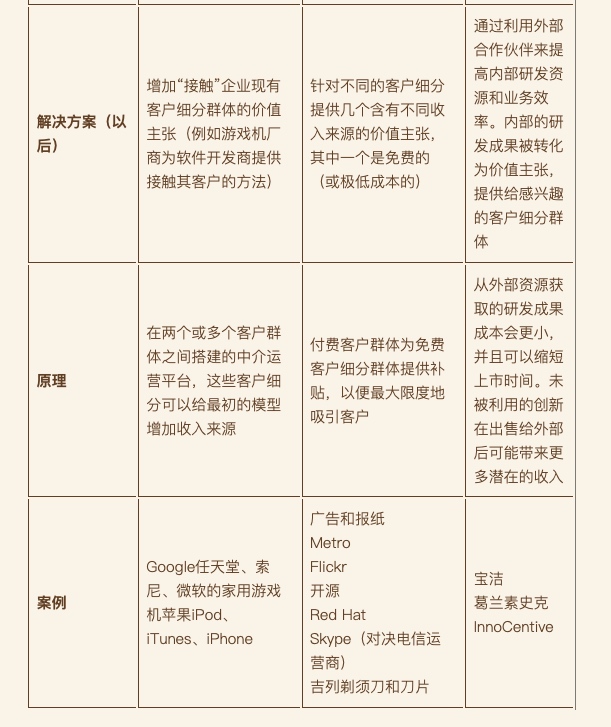 解决方案（以
后）
增加“接触”企业现有
客户细分群体的价值
主张（例如游戏机厂
商为软件开发商提供
接触其客户的方法）
针对不同的客户细分
提供几个含有不同收
入来源的价值主张，
其中一个是免费的
（或极低成本的）
通过利用外部
合作伙伴来提
高内部研发资
源和业务效
率。内部的研
发成果被转化
为价值主张，
提供给感兴趣
的客户细分群
体
原理
在两个或多个客户群
体之间搭建的中介运
营平台，这些客户细
分可以给最初的模型
增加收入来源
付费客户群体为免费
客户细分群体提供补
贴，以便最大限度地
吸引客户
从外部资源获
取的研发成果
成本会更小，
并且可以缩短
上市时间。未
被利用的创新
在出售给外部
后可能带来更
多潜在的收入
案例
Google任天堂、索
尼、微软的家用游戏
机苹果iPod、
iTunes、iPhone
广告和报纸
Metro
Flickr
开源
Red Hat
Skype（对决电信运
营商）
吉列剃须刀和刀片
宝洁
葛兰素史克
InnoCentive